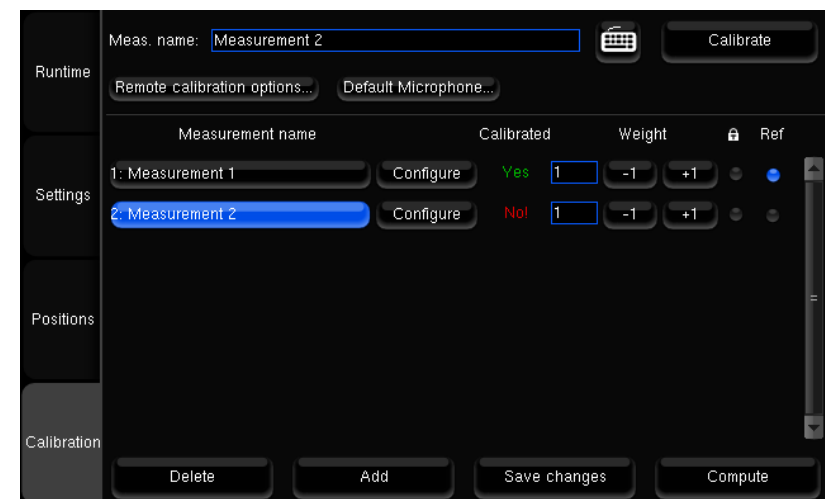 Meas. name: Measurement 2 Calibrate
Runtime
Remote calibration options... Default Microphone...
Measurement name Calibrated Weight Ref
1: Measurement 1 Configure Yes 1 -1 +1
Settings
2: Measurement 2 Configure No! 1 -1 +1
Positions
Calibration
Delete Add Save changes Compute